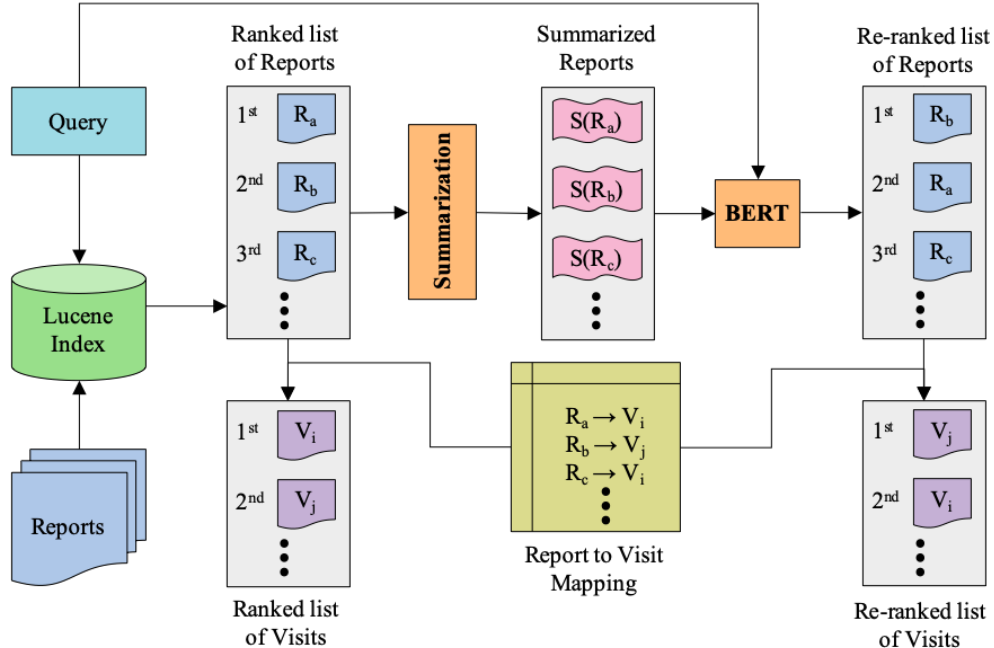 Query
Lucene
Index
Reports
Ranked list
of Reports
1st Ra
2nd Rb
3rd Rc
Summarization
Summarized
Reports
S(Ra)
S(Rb)
S(Rc)
BERT
Re-ranked list
of Reports
1st Rb
2nd Ra
3rd Rc
1st Vi
2nd Vj
Ranked list
of Visits
Ra → Vi
Rb → Vj
Rc → Vi
Report to Visit
Mapping
1st Vj
2nd Vi
Re-ranked list
of Visits